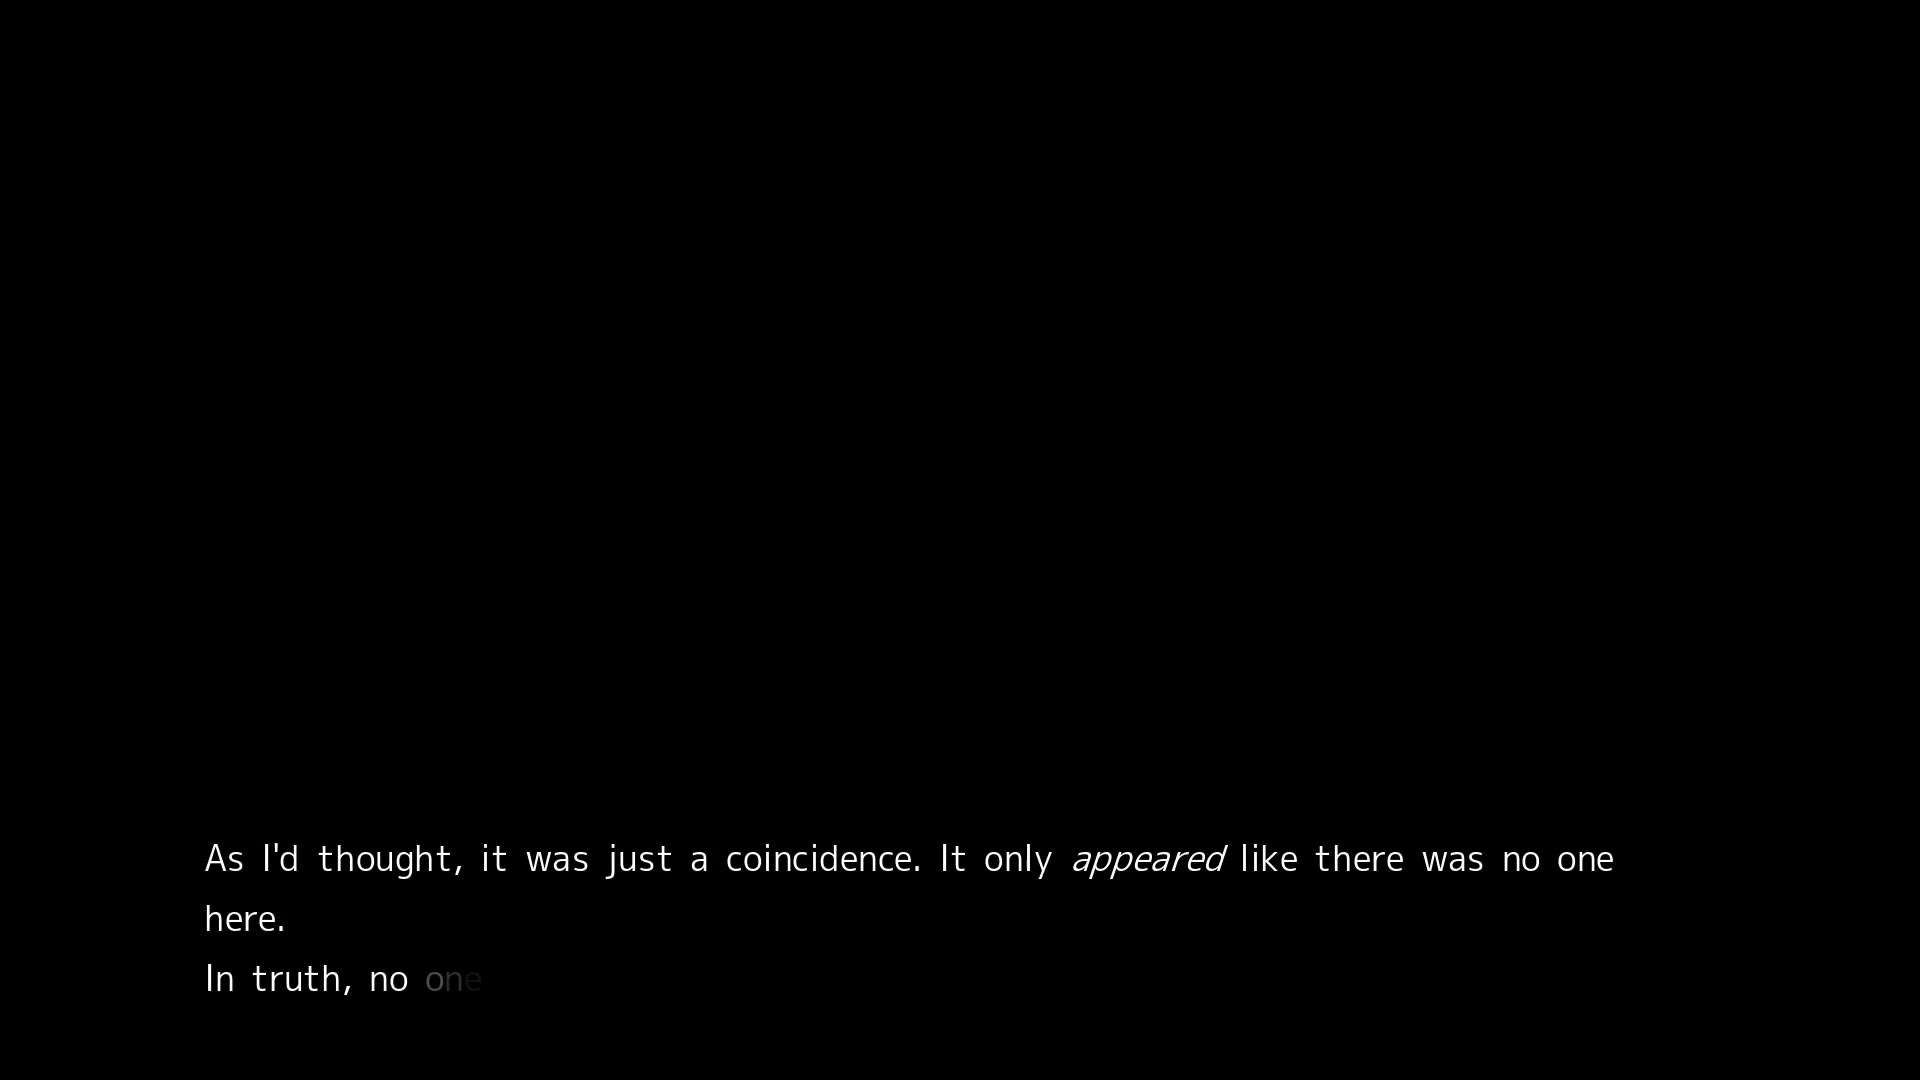 As I'd thought, it was just a coincidence. It only appeared like there was no one
here.
In truth, no one